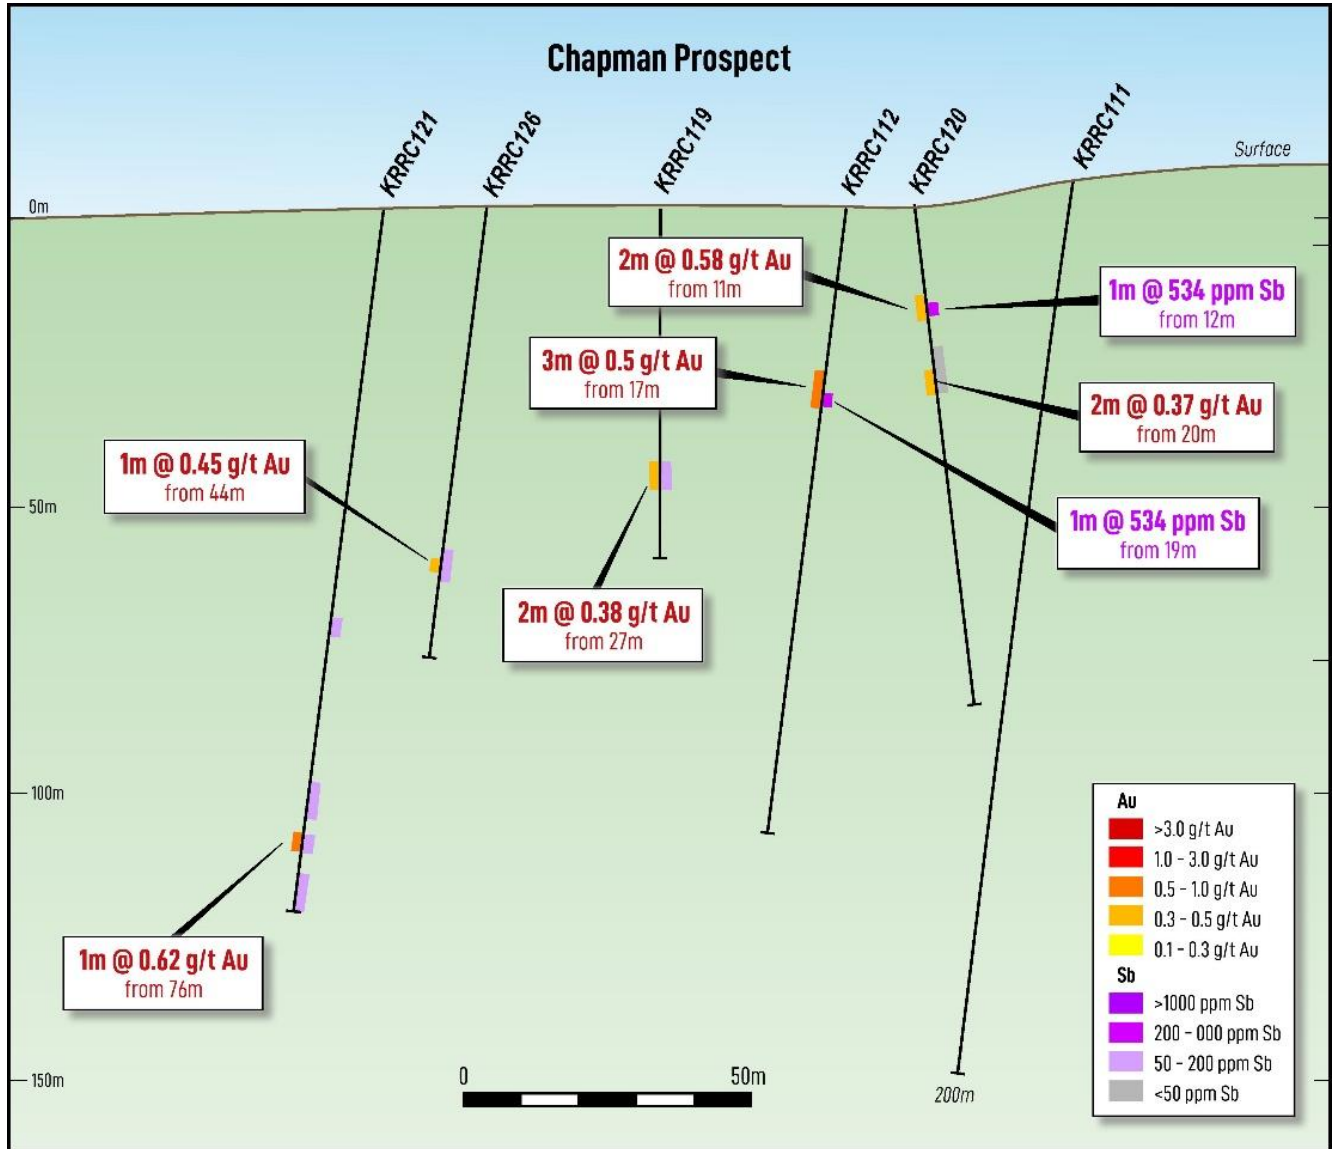 Chapman Prospect
KRRC121
KRRC126
KRRC119
KRRC112
KRRC120
KRRC111
Surface
0m
2m @ 0.58 g/t Au
from 11m
1m @ 534 ppm Sb
from 12m
3m @ 0.5 g/t Au
from 17m
2m @ 0.37 g/t Au
from 20m
1m @ 0.45 g/t Au
from 44m
50m
1m @ 534 ppm Sb
from 19m
2m @ 0.38 g/t Au
from 27m
100m
1m @ 0.62 g/t Au
from 76m
Au
>3.0 g/t Au
1.0 - 3.0 g/t Au
0.5 - 1.0 g/t Au
0.3 - 0.5 g/t Au
0.1 - 0.3 g/t Au
Sb
>1000 ppm Sb
200 - 000 ppm Sb
50 - 200 ppm Sb
<50 ppm Sb
150m
0 50m
200m